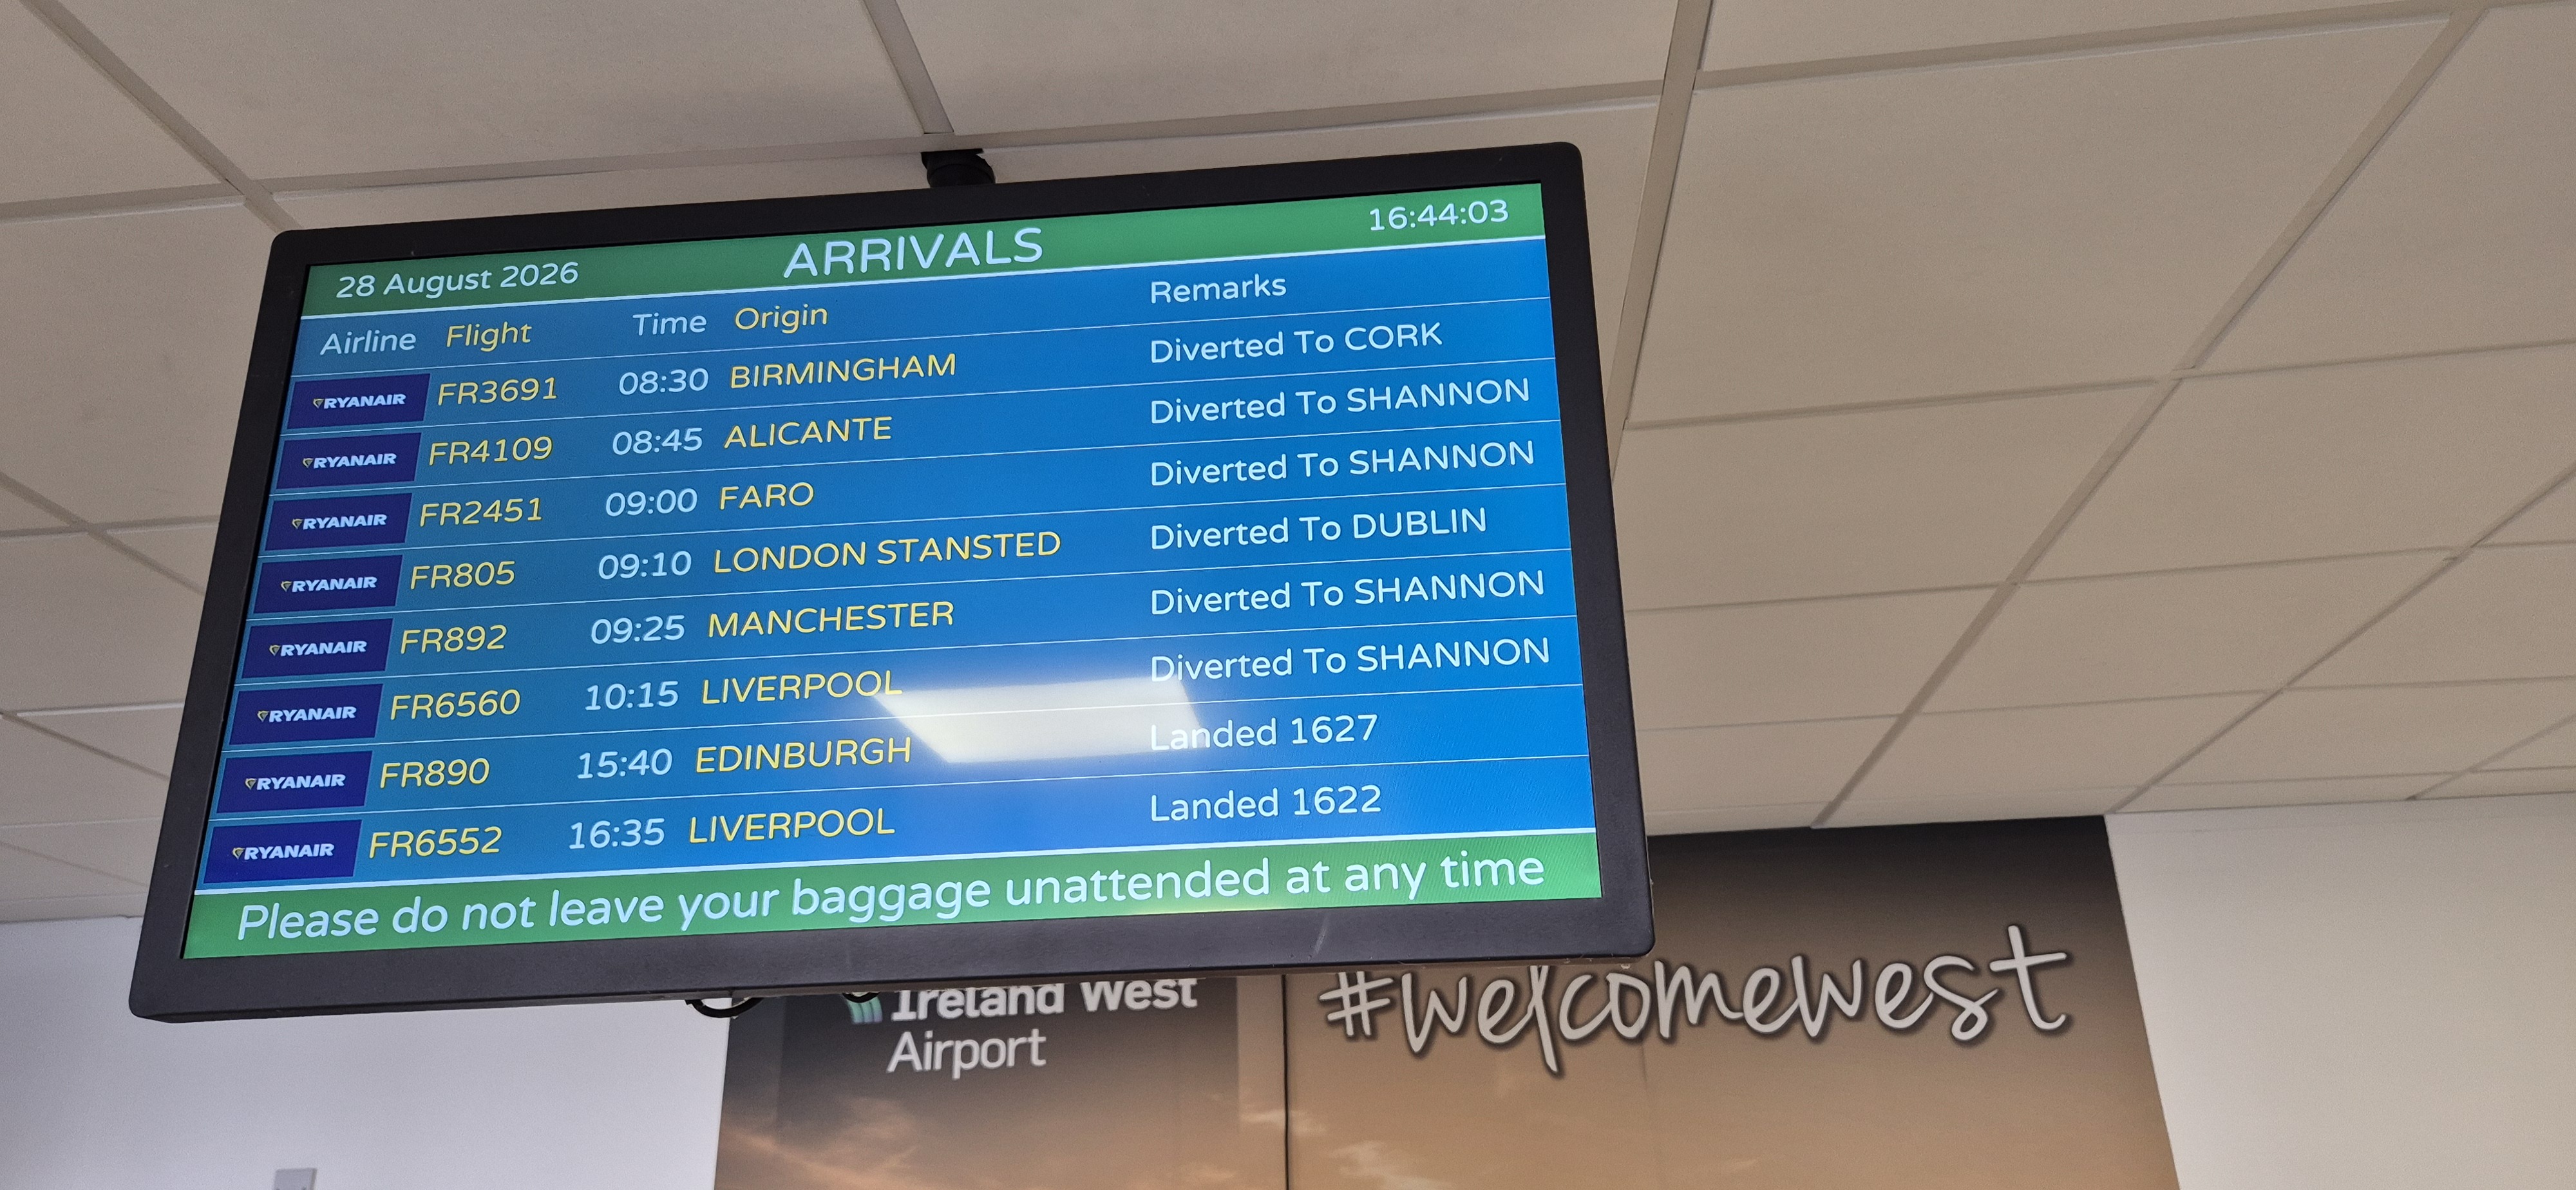 28 August 2026 ARRIVALS 16:44:03
Airline Flight Time Origin Remarks
RYANAIR FR3691 08:30 BIRMINGHAM Diverted To CORK
RYANAIR FR4109 08:45 ALICANTE Diverted To SHANNON
RYANAIR FR2451 09:00 FARO Diverted To SHANNON
RYANAIR FR805 09:10 LONDON STANSTED Diverted To DUBLIN
RYANAIR FR892 09:25 MANCHESTER Diverted To SHANNON
RYANAIR FR6560 10:15 LIVERPOOL Diverted To SHANNON
RYANAIR FR890 15:40 EDINBURGH Landed 1627
RYANAIR FR6552 16:35 LIVERPOOL Landed 1622
Please do not leave your baggage unattended at any time
Ireland West
Airport
#welcomewest